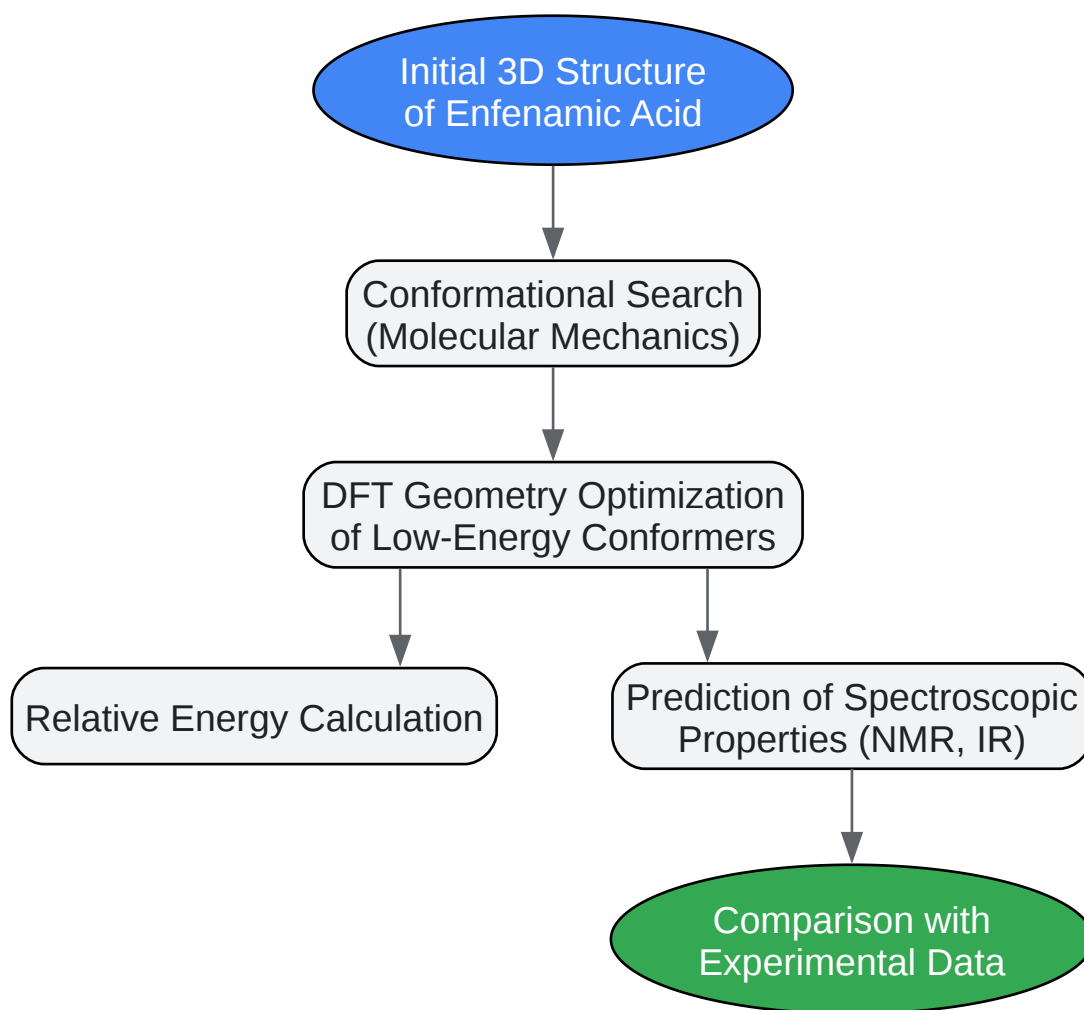 Initial 3D Structure
of Enfenamic Acid
Conformational Search
(Molecular Mechanics)
DFT Geometry Optimization
of Low-Energy Conformers
Relative Energy Calculation
Prediction of Spectroscopic
Properties (NMR, IR)
Comparison with
Experimental Data